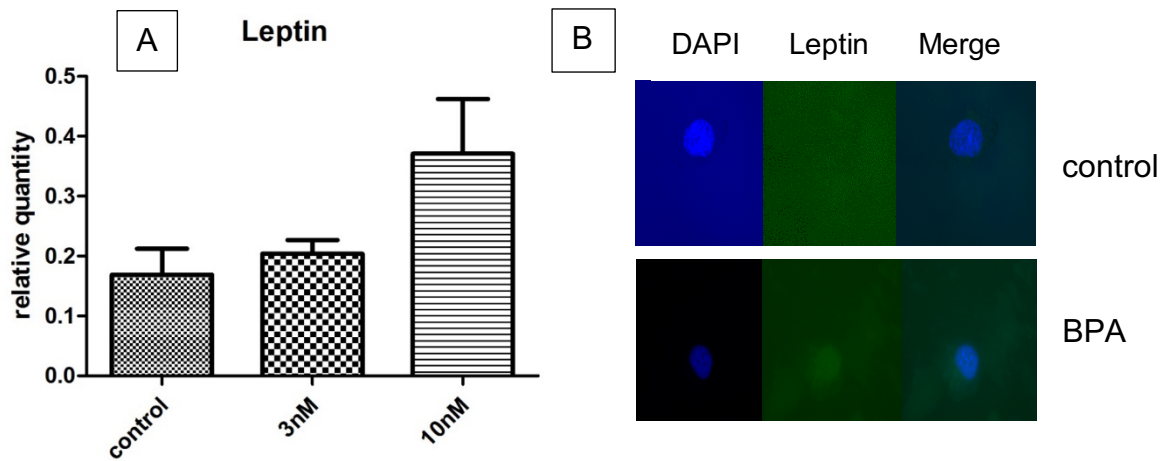 A
Leptin
relative quantity
0.5
0.4
0.3
0.2
0.1
0.0
control
3nM
10nM
B
DAPI Leptin Merge
control
BPA